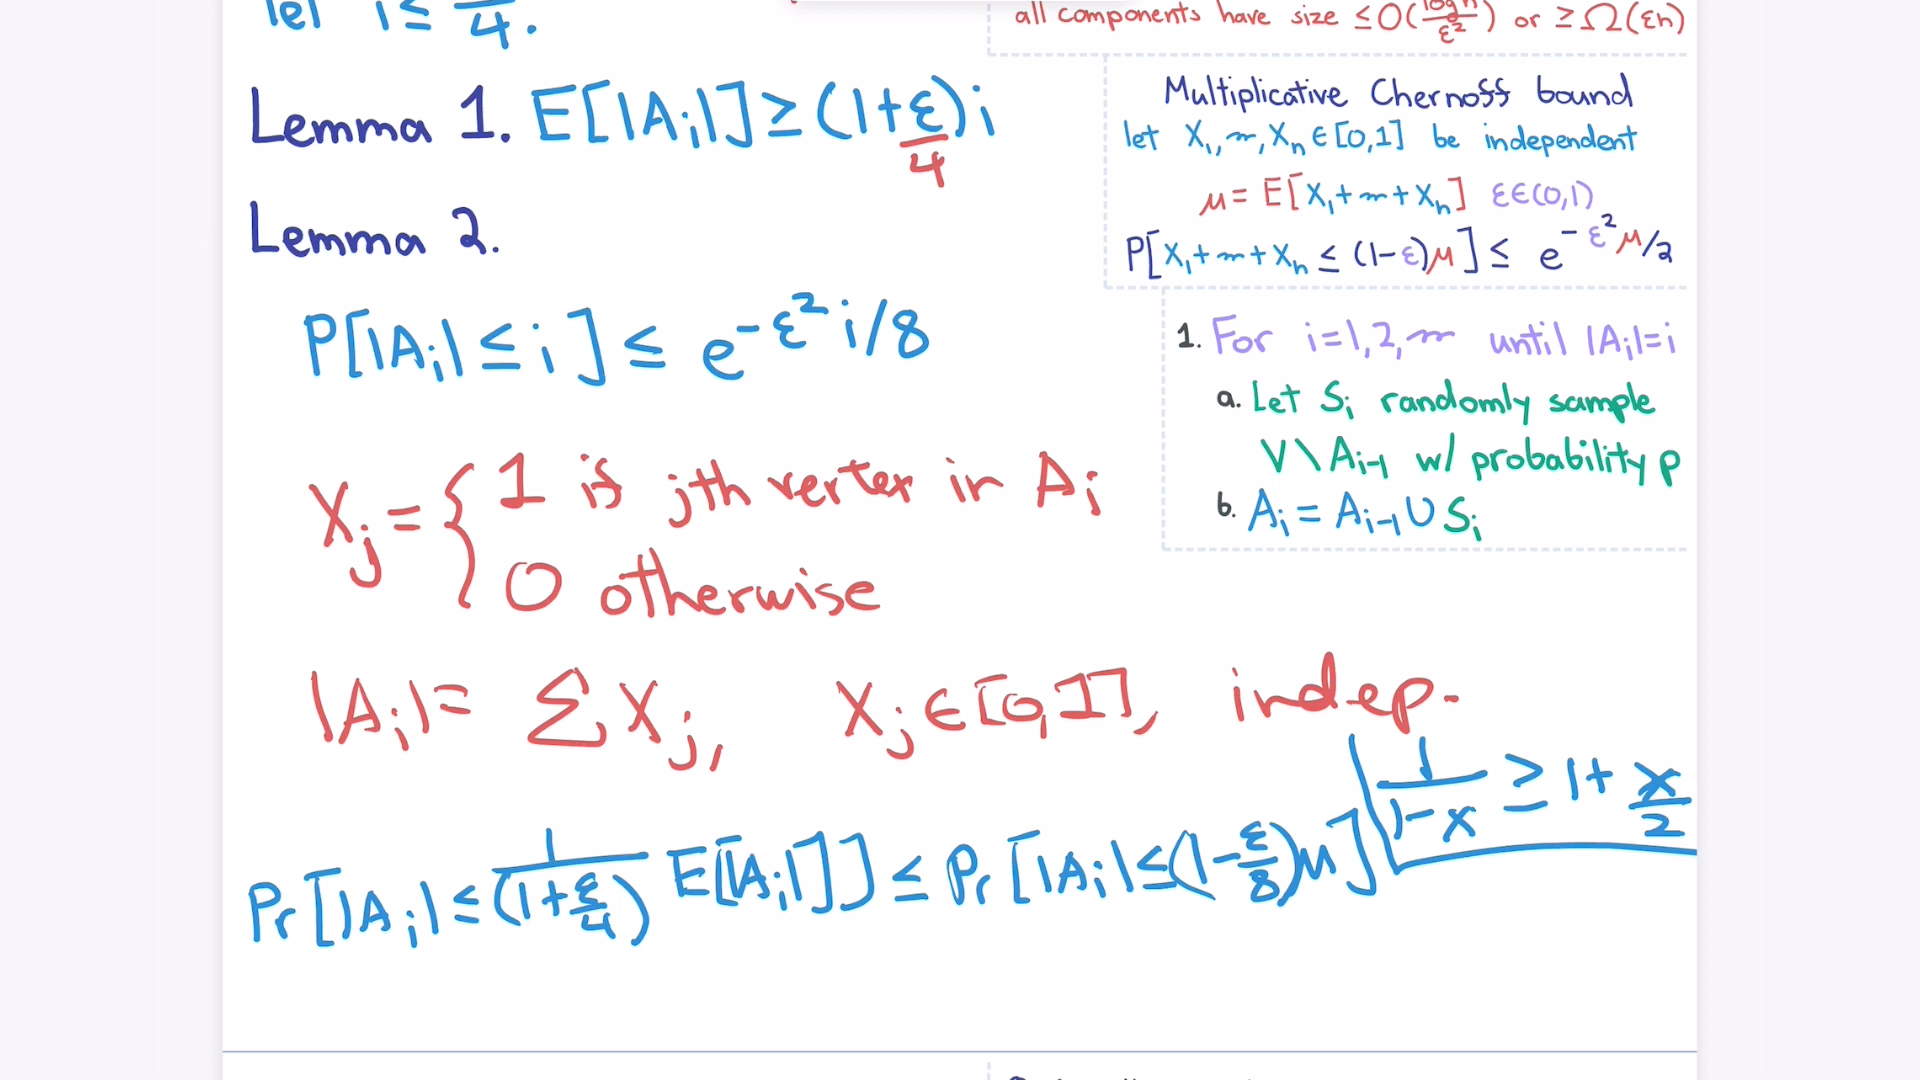 let i ≤ 4.
all components have size ≤ O(log n / ε²) or ≥ Ω(εn)
Lemma 1. E[|Aᵢ|] ≥ (1+ε/4)i
Lemma 2.
P[|Aᵢ| ≤ i] ≤ e^{-ε² i/8}
Xⱼ = { 1 if jth vertex in Aᵢ
0 otherwise
|Aᵢ| = ΣXⱼ, Xⱼ ∈ [0,1], indep.
1/(1-x) ≥ 1 + x/2
Pr[|Aᵢ| ≤ 1/(1+ε/4) E[|Aᵢ|]] ≤ Pr[|Aᵢ| ≤ (1-ε/8)μ]
Multiplicative Chernoff bound
let X₁, ⋯, Xₙ ∈ [0,1] be independent
μ = E[X₁ + ⋯ + Xₙ] ε∈(0,1)
P[X₁ + ⋯ + Xₙ ≤ (1-ε)μ] ≤ e^{-ε²μ/2}
1. For i=1,2,⋯ until |Aᵢ|=i
a. Let Sᵢ randomly sample
V \ Aᵢ₋₁ w/ probability p
b. Aᵢ = Aᵢ₋₁ ∪ Sᵢ